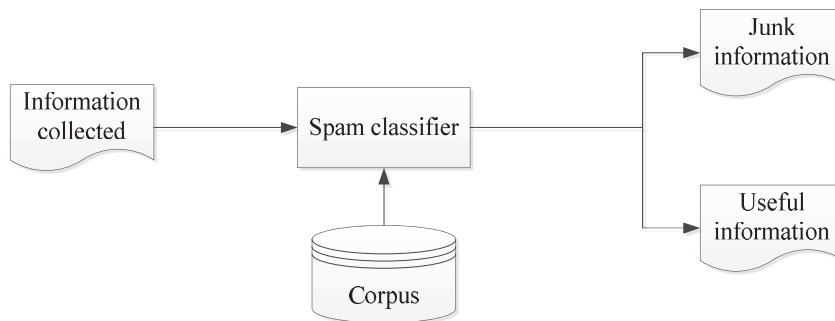 Information
collected
Spam classifier
Corpus
Junk
information
Useful
information